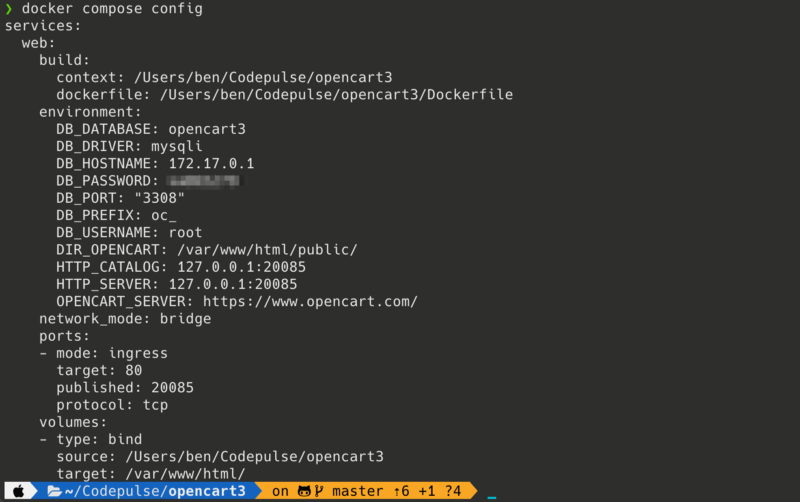 ❯ docker compose config
services:
  web:
    build:
      context: /Users/ben/Codepulse/opencart3
      dockerfile: /Users/ben/Codepulse/opencart3/Dockerfile
    environment:
      DB_DATABASE: opencart3
      DB_DRIVER: mysqli
      DB_HOSTNAME: 172.17.0.1
      DB_PASSWORD:
      DB_PORT: "3308"
      DB_PREFIX: oc_
      DB_USERNAME: root
      DIR_OPENCART: /var/www/html/public/
      HTTP_CATALOG: 127.0.0.1:20085
      HTTP_SERVER: 127.0.0.1:20085
      OPENCART_SERVER: https://www.opencart.com/
    network_mode: bridge
    ports:
    - mode: ingress
      target: 80
      published: 20085
      protocol: tcp
    volumes:
    - type: bind
      source: /Users/ben/Codepulse/opencart3
      target: /var/www/html/
~/Codepulse/opencart3 on master ⇡6 +1 ?4